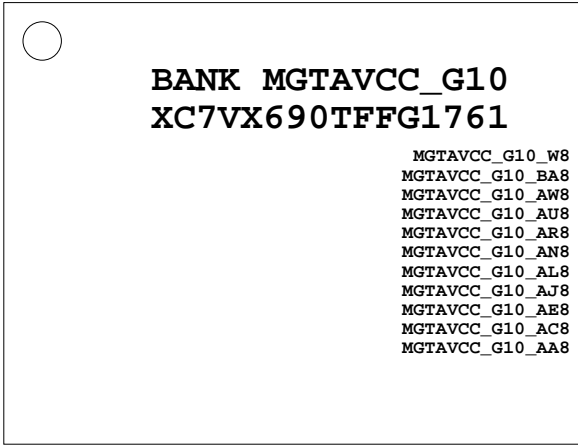 BANK MGTAVCC_G10
XC7VX690TFFG1761
MGTAVCC_G10_W8
MGTAVCC_G10_BA8
MGTAVCC_G10_AW8
MGTAVCC_G10_AU8
MGTAVCC_G10_AR8
MGTAVCC_G10_AN8
MGTAVCC_G10_AL8
MGTAVCC_G10_AJ8
MGTAVCC_G10_AE8
MGTAVCC_G10_AC8
MGTAVCC_G10_AA8